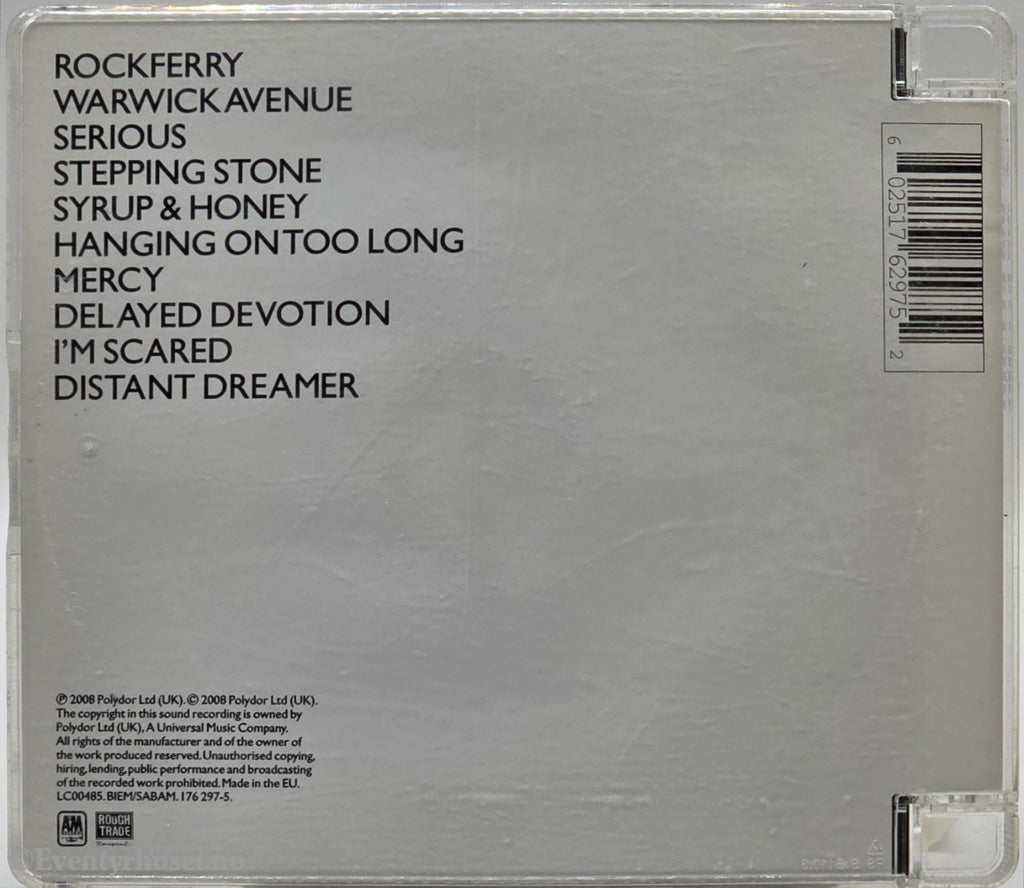 ROCKFERRY
WARWICK AVENUE
SERIOUS
STEPPING STONE
SYRUP & HONEY
HANGING ON TOO LONG
MERCY
DELAYED DEVOTION
I'M SCARED
DISTANT DREAMER
6 02517 62975 2
℗ 2008 Polydor Ltd (UK). © 2008 Polydor Ltd (UK).
The copyright in this sound recording is owned by
Polydor Ltd (UK), A Universal Music Company.
All rights of the manufacturer and of the owner of
the work produced reserved. Unauthorised copying,
hiring, lending, public performance and broadcasting
of the recorded work prohibited. Made in the EU.
LC00485. BIEM/SABAM. 176 297-5.
AM
ROUGH
TRADE
©Eventyrhuset.no